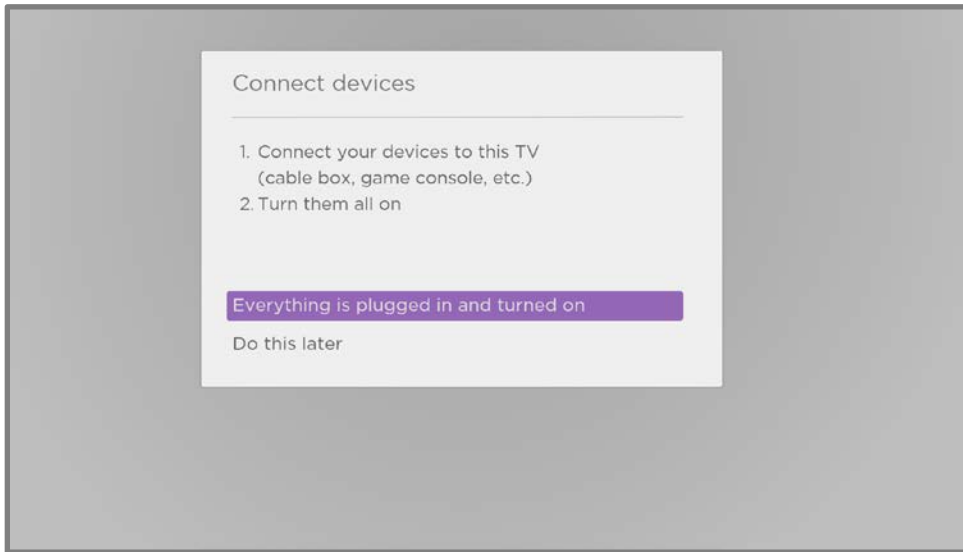 Connect devices
1. Connect your devices to this TV
(cable box, game console, etc.)
2. Turn them all on
Everything is plugged in and turned on
Do this later